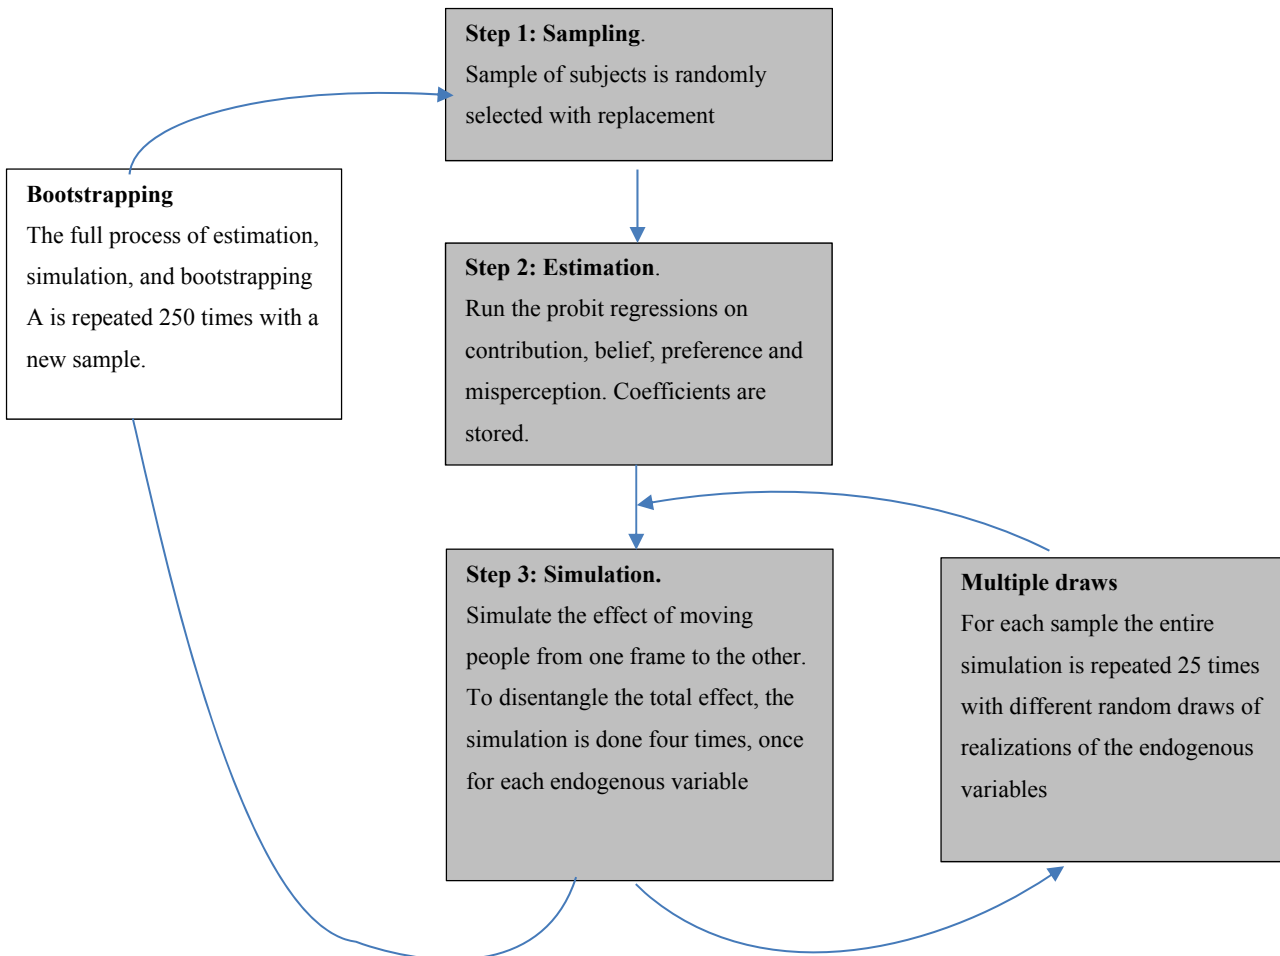 Step 1: Sampling.
Sample of subjects is randomly
selected with replacement
Bootstrapping
The full process of estimation,
simulation, and bootstrapping
A is repeated 250 times with a
new sample.
Step 2: Estimation.
Run the probit regressions on
contribution, belief, preference and
misperception. Coefficients are
stored.
Step 3: Simulation.
Simulate the effect of moving
people from one frame to the other.
To disentangle the total effect, the
simulation is done four times, once
for each endogenous variable
Multiple draws
For each sample the entire
simulation is repeated 25 times
with different random draws of
realizations of the endogenous
variables